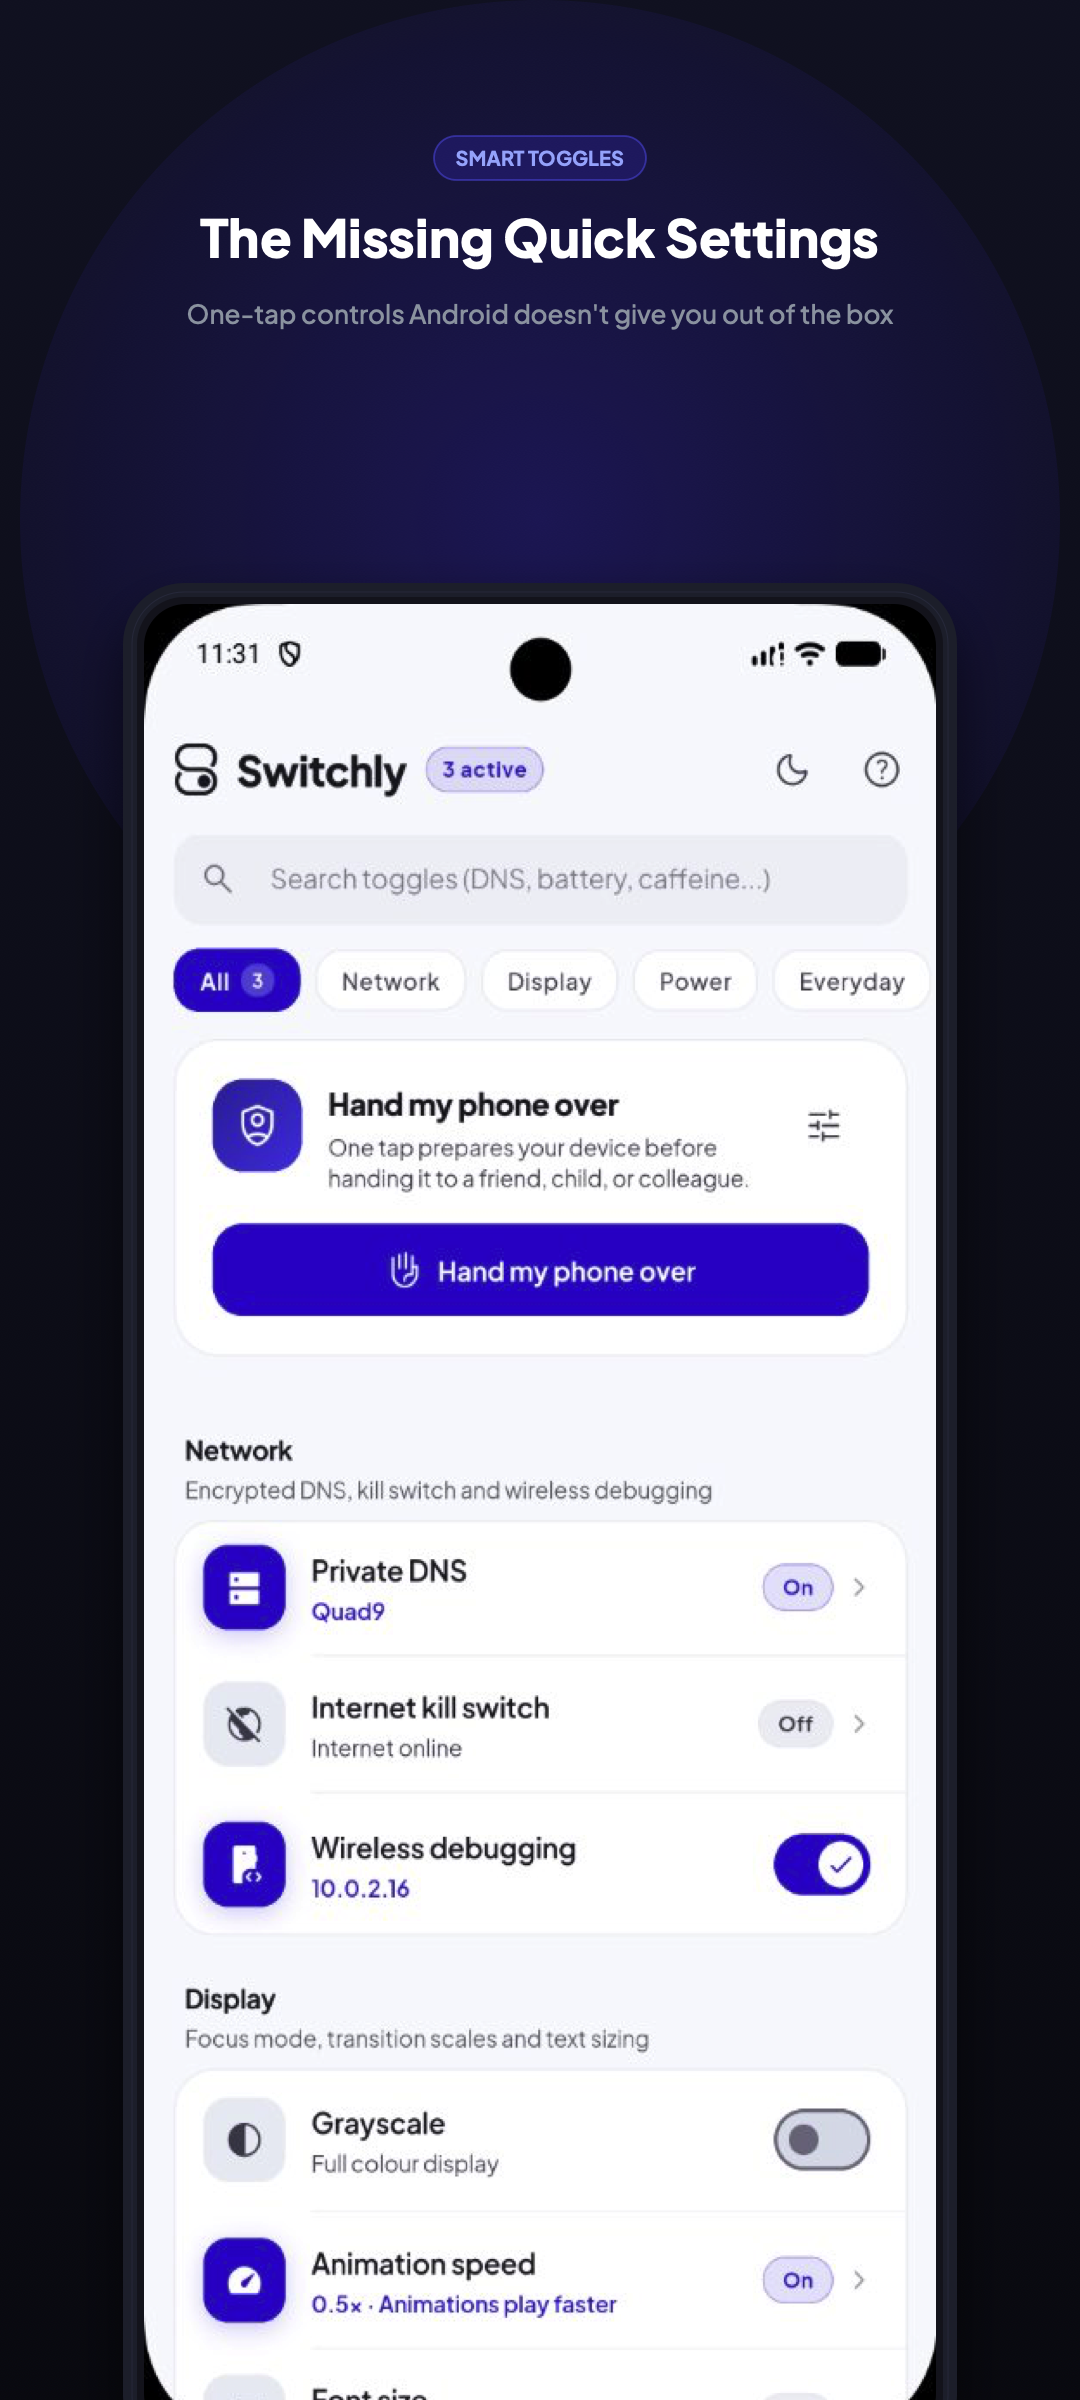 SMART TOGGLES
The Missing Quick Settings
One-tap controls Android doesn't give you out of the box
11:31
Switchly
3 active
Search toggles (DNS, battery, caffeine...)
All 3
Network
Display
Power
Everyday
Hand my phone over
One tap prepares your device before
handing it to a friend, child, or colleague.
Hand my phone over
Network
Encrypted DNS, kill switch and wireless debugging
Private DNS
Quad9
On
Internet kill switch
Internet online
Off
Wireless debugging
10.0.2.16
Display
Focus mode, transition scales and text sizing
Grayscale
Full colour display
Animation speed
0.5× · Animations play faster
On
Font size